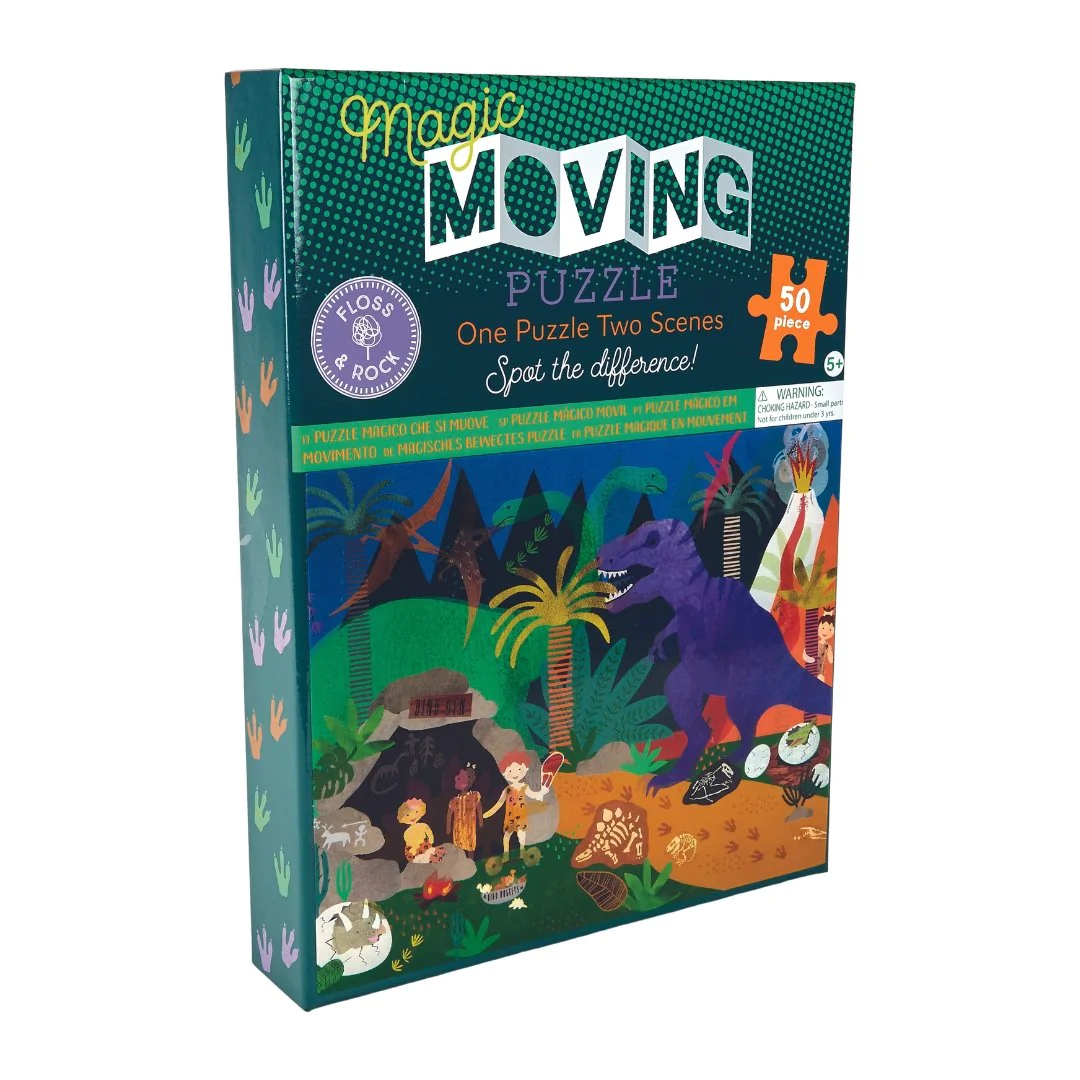 Magic
MOVING
PUZZLE
FLOSS
& ROCK
One Puzzle Two Scenes
Spot the difference!
50
piece
5+
WARNING:
CHOKING HAZARD - Small parts
Not for children under 3 yrs.
IT PUZZLE MAGICO CHE SI MUOVE SP PUZZLE MÁGICO MOVIL PT PUZZLE MÁGICO EM
MOVIMENTO DE MAGISCHES BEWEGTES PUZZLE FR PUZZLE MAGIQUE EN MOUVEMENT
DINO DEN